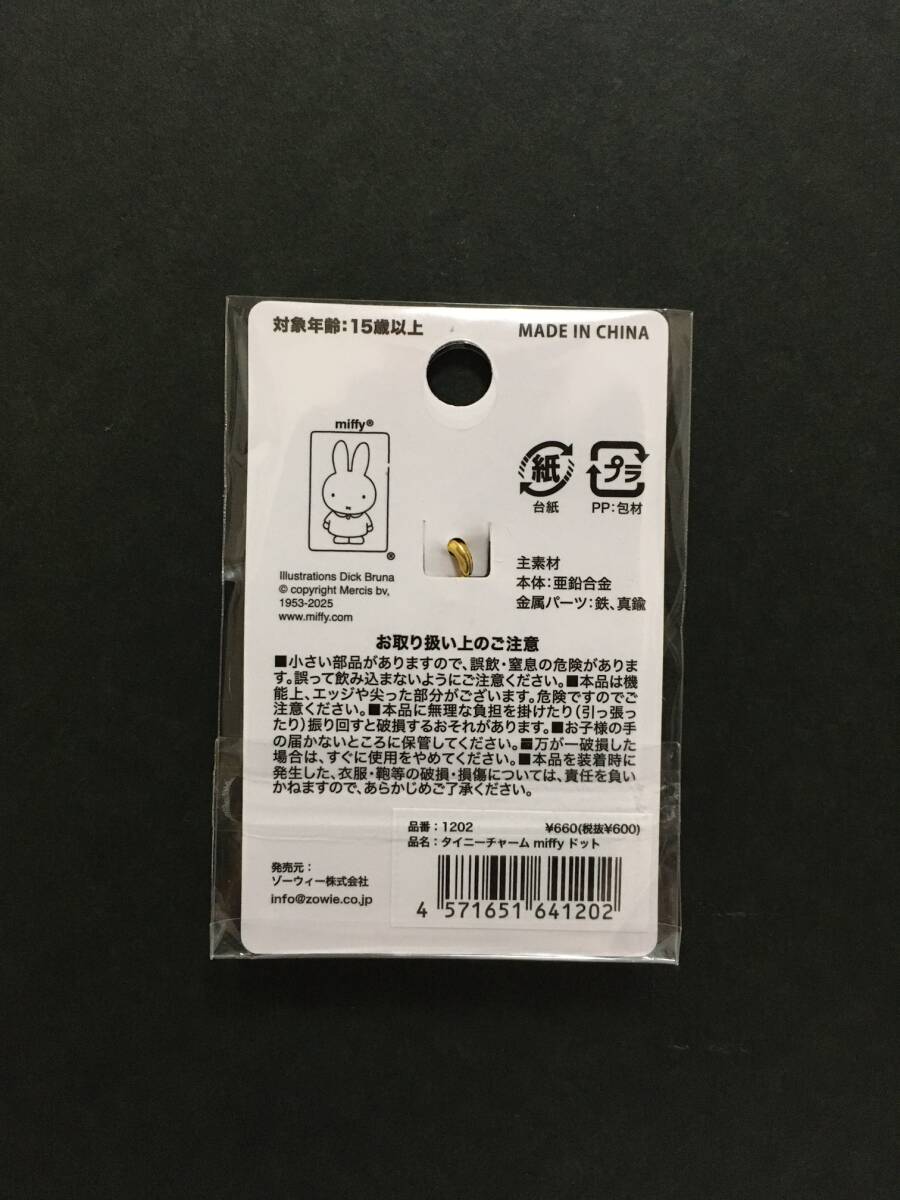 対象年齢：15歳以上
MADE IN CHINA
miffy®
®
Illustrations Dick Bruna
© copyright Mercis bv,
1953-2025
www.miffy.com
紙
台紙
プラ
PP：包材
主素材
本体：亜鉛合金
金属パーツ：鉄、真鍮
お取り扱い上のご注意
■小さい部品がありますので、誤飲・窒息の危険がありま
す。誤って飲み込まないようにご注意ください。■本品は機
能上、エッジや尖った部分がございます。危険ですのでご
注意ください。■本品に無理な負担を掛けたり（引っ張っ
たり）振り回すと破損するおそれがあります。■お子様の手
の届かないところに保管してください。■万が一破損した
場合は、すぐに使用をやめてください。■本品を装着時に
発生した、衣服・鞄等の破損・損傷については、責任を負い
かねますので、あらかじめご了承ください。
品番：1202 ¥660(税抜¥600)
品名：タイニーチャーム miffy ドット
4 571651 641202
発売元：
ゾーウィー株式会社
info@zowie.co.jp